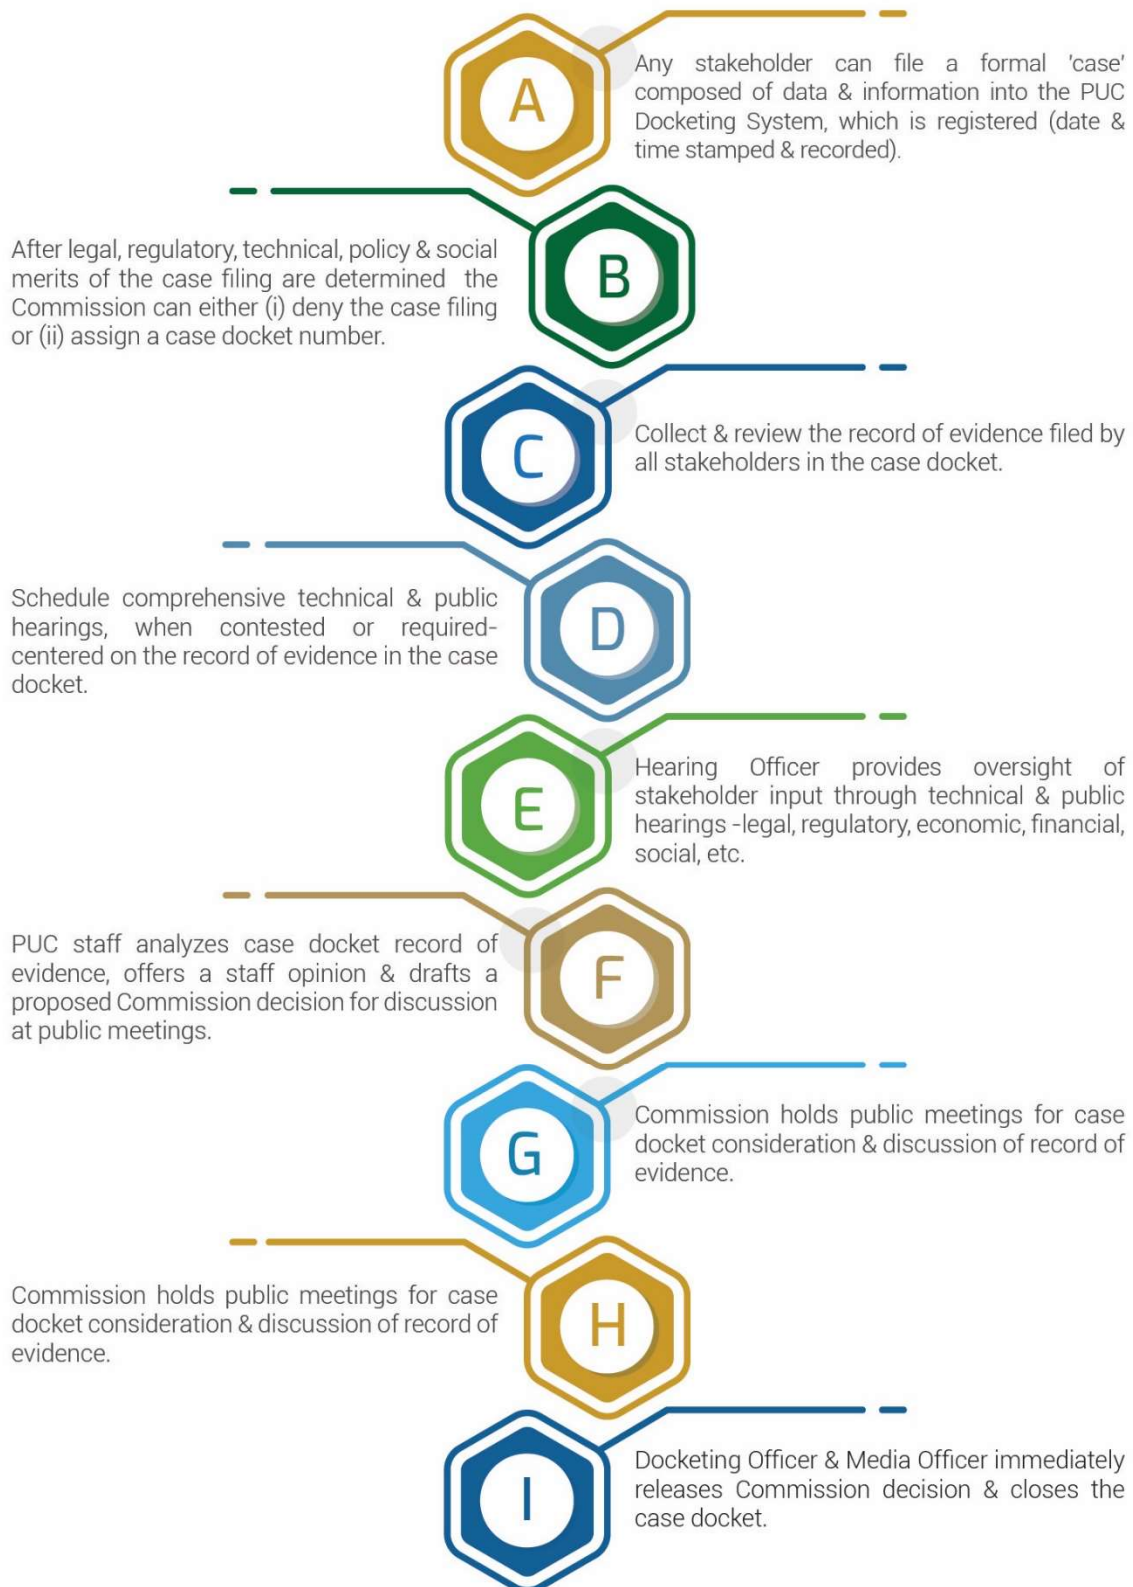 A
Any stakeholder can file a formal 'case'
composed of data & information into the PUC
Docketing System, which is registered (date &
time stamped & recorded).
B
After legal, regulatory, technical, policy & social
merits of the case filing are determined the
Commission can either (i) deny the case filing
or (ii) assign a case docket number.
C
Collect & review the record of evidence filed by
all stakeholders in the case docket.
D
Schedule comprehensive technical & public
hearings, when contested or required-
centered on the record of evidence in the case
docket.
E
Hearing Officer provides oversight of
stakeholder input through technical & public
hearings -legal, regulatory, economic, financial,
social, etc.
F
PUC staff analyzes case docket record of
evidence, offers a staff opinion & drafts a
proposed Commission decision for discussion
at public meetings.
G
Commission holds public meetings for case
docket consideration & discussion of record of
evidence.
H
Commission holds public meetings for case
docket consideration & discussion of record of
evidence.
I
Docketing Officer & Media Officer immediately
releases Commission decision & closes the
case docket.